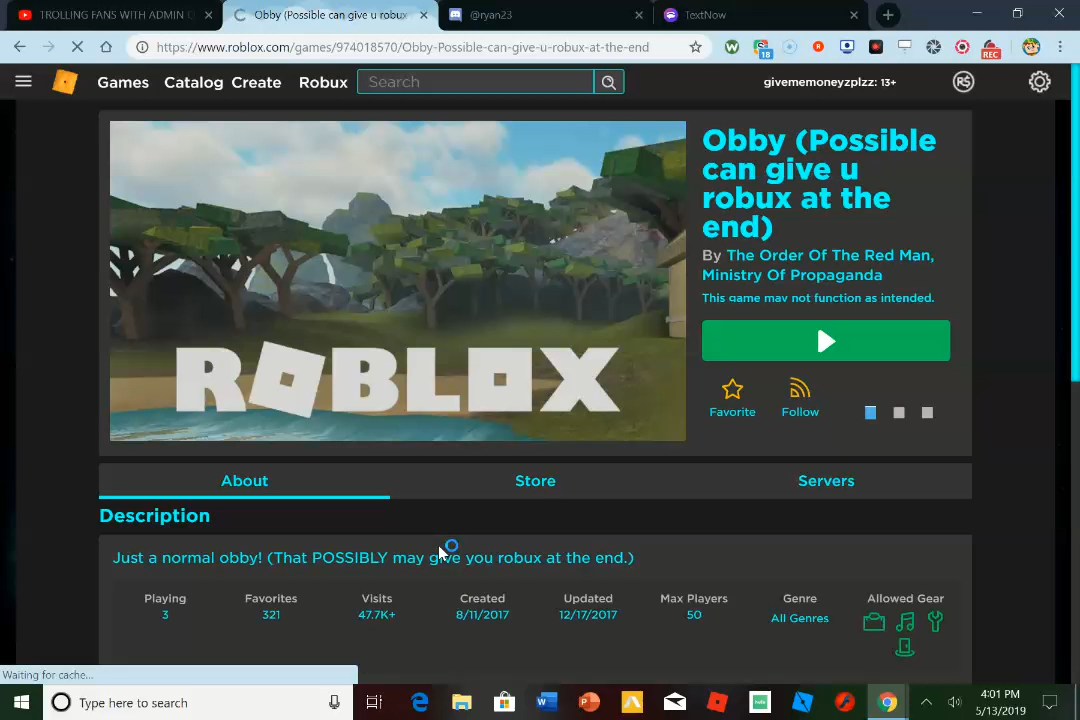 TROLLING FANS WITH ADMIN
Obby (Possible can give u robux
@ryan23
TextNow
https://www.roblox.com/games/974018570/Obby-Possible-can-give-u-robux-at-the-end
18
REC
Games
Catalog
Create
Robux
Search
givememoneyzplzz: 13+
R$
Obby (Possible
can give u
robux at the
end)
By The Order Of The Red Man,
Ministry Of Propaganda
This game may not function as intended.
ROBLOX
Favorite
Follow
About
Store
Servers
Description
Just a normal obby! (That POSSIBLY may give you robux at the end.)
Playing
3
Favorites
321
Visits
47.7K+
Created
8/11/2017
Updated
12/17/2017
Max Players
50
Genre
All Genres
Allowed Gear
Waiting for cache...
Type here to search
4:01 PM
5/13/2019